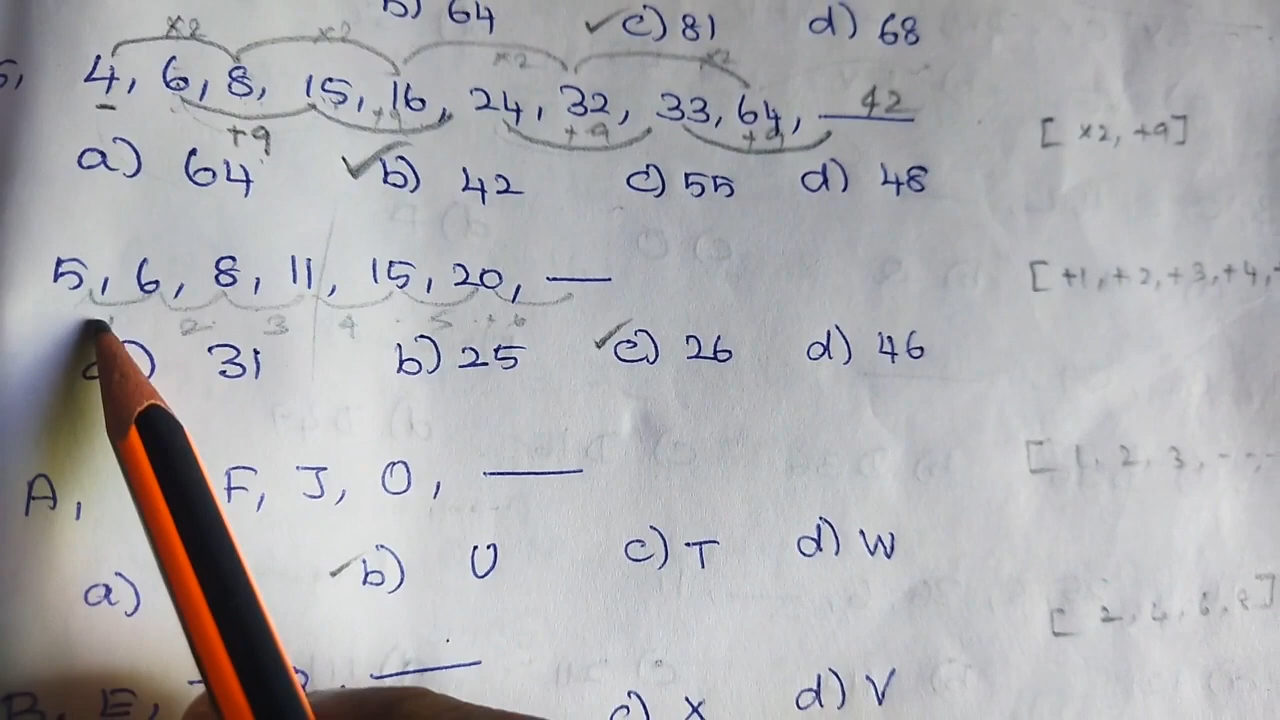 b) 64 ✓c) 81 d) 68
×2 ×2 ×2 ×2
4, 6, 8, 15, 16, 24, 32, 33, 64, 42
+9 +9 +9 +9 [ ×2, +9]
a) 64 ✓b) 42 c) 55 d) 48
5, 6, 8, 11, 15, 20, — [+1, +2, +3, +4,
2 3 4 5 +6
31 b) 25 ✓c) 26 d) 46
A, F, J, O, — [1, 2, 3, - - -
a) ✓b) U c) T d) W
[ 2, 4, 6, 8]
B, E, —
c) X d) V